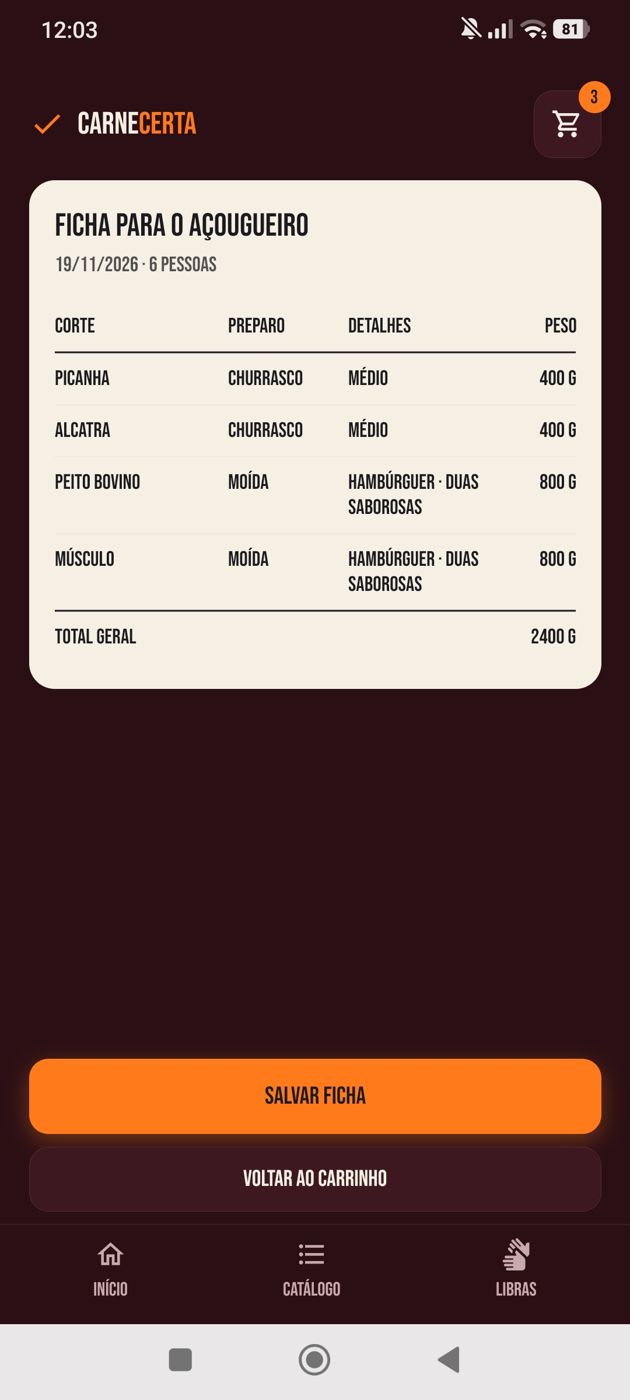 12:03
81
CARNECERTA
3
FICHA PARA O AÇOUGUEIRO
19/11/2026 · 6 PESSOAS
CORTE PREPARO DETALHES PESO
PICANHA CHURRASCO MÉDIO 400 G
ALCATRA CHURRASCO MÉDIO 400 G
PEITO BOVINO MOÍDA HAMBÚRGUER · DUAS 800 G
SABOROSAS
MÚSCULO MOÍDA HAMBÚRGUER · DUAS 800 G
SABOROSAS
TOTAL GERAL 2400 G
SALVAR FICHA
VOLTAR AO CARRINHO
INÍCIO CATÁLOGO LIBRAS